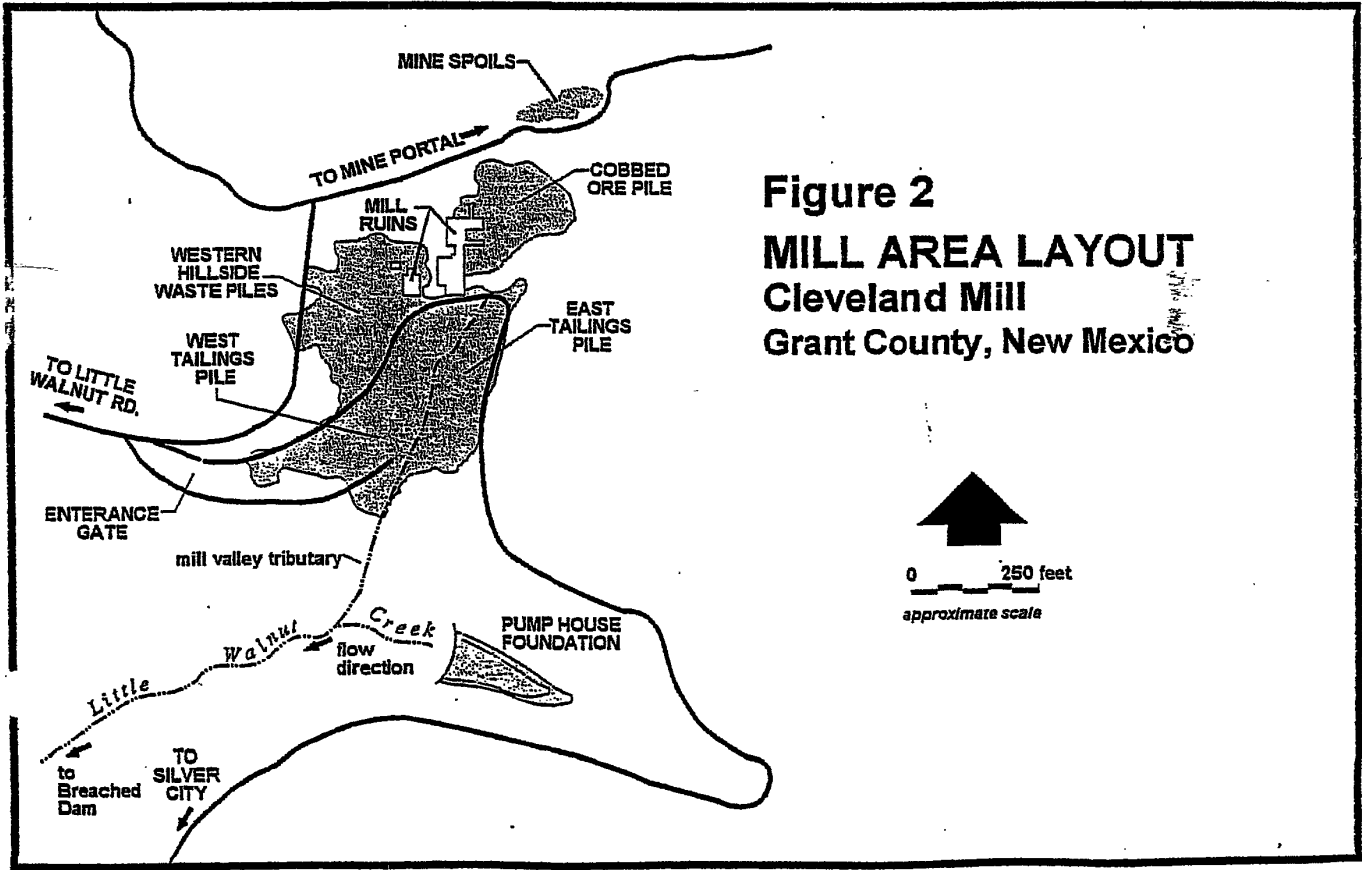 MINE SPOILS
TO MINE PORTAL
COBBED
ORE PILE
MILL
RUINS
WESTERN
HILLSIDE
WASTE PILES
EAST
TAILINGS
PILE
WEST
TAILINGS
PILE
TO LITTLE
WALNUT RD.
ENTERANCE
GATE
mill valley tributary
Little Walnut Creek
flow
direction
PUMP HOUSE
FOUNDATION
to
Breached
Dam
TO
SILVER
CITY
Figure 2
MILL AREA LAYOUT
Cleveland Mill
Grant County, New Mexico
0 250 feet
approximate scale